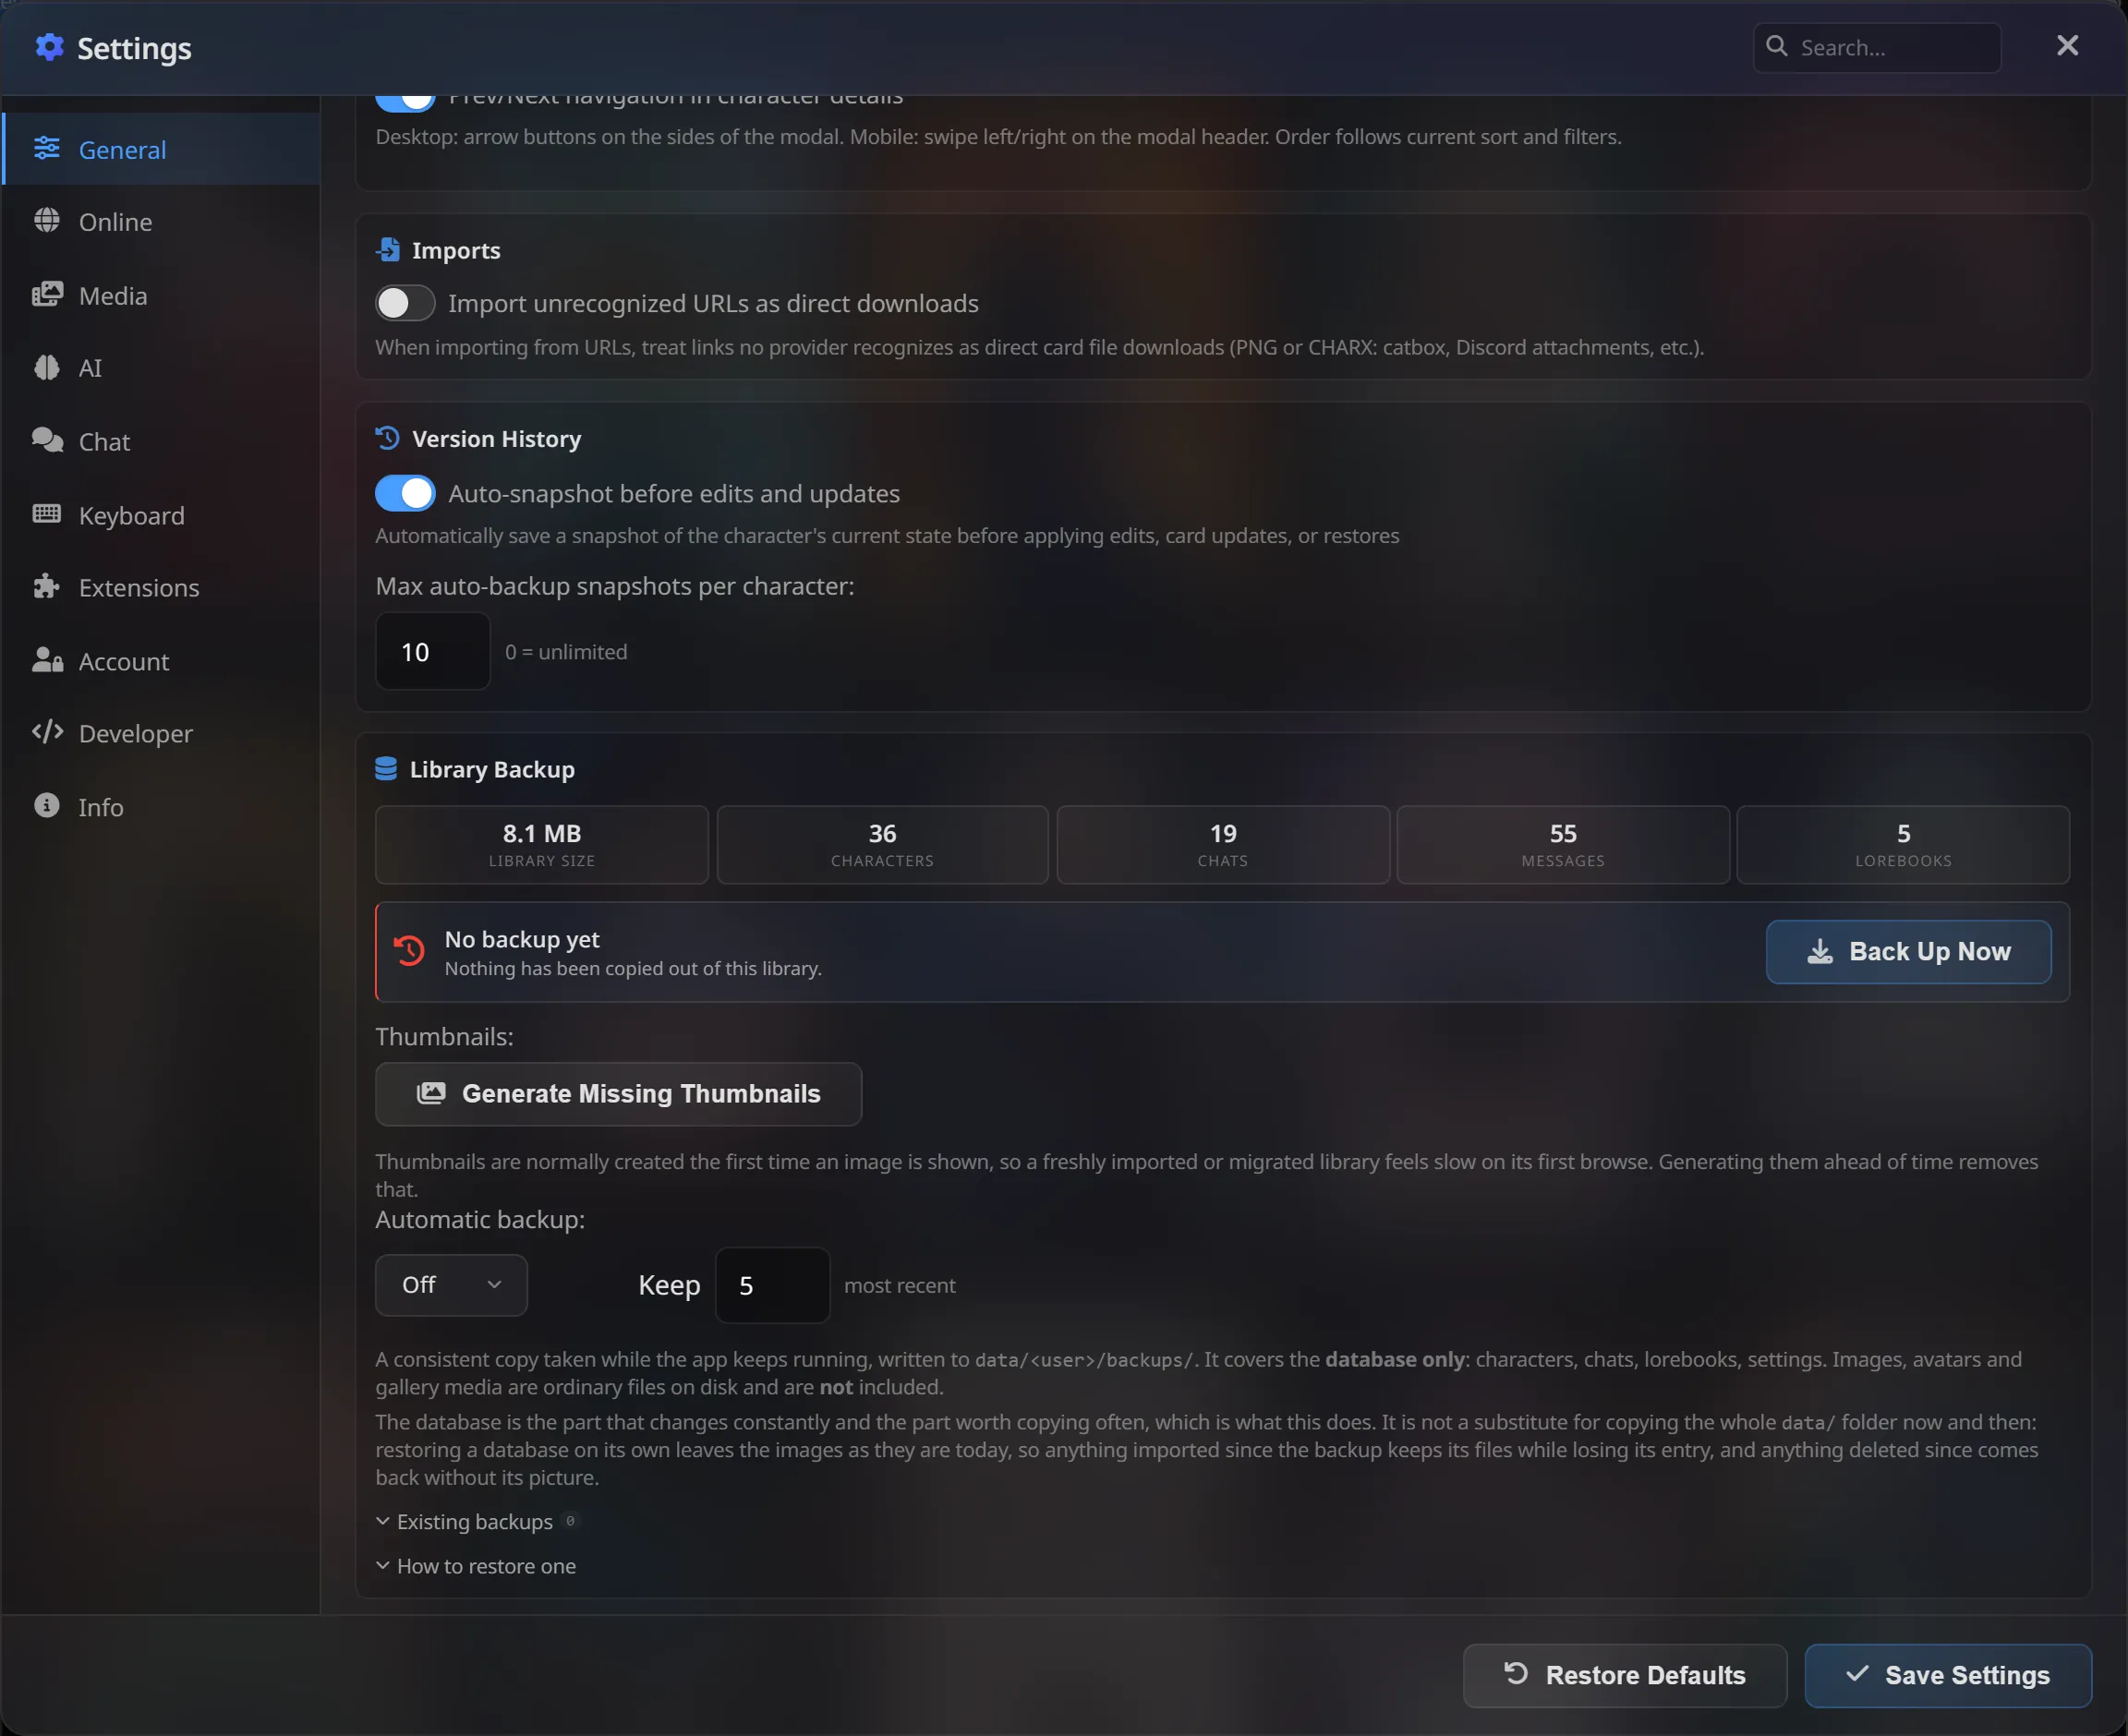 Settings
Search...
General
Online
Media
AI
Chat
Keyboard
Extensions
Account
Developer
Info
Prev/Next navigation in character details
Desktop: arrow buttons on the sides of the modal. Mobile: swipe left/right on the modal header. Order follows current sort and filters.
Imports
Import unrecognized URLs as direct downloads
When importing from URLs, treat links no provider recognizes as direct card file downloads (PNG or CHARX: catbox, Discord attachments, etc.).
Version History
Auto-snapshot before edits and updates
Automatically save a snapshot of the character's current state before applying edits, card updates, or restores
Max auto-backup snapshots per character:
10 0 = unlimited
Library Backup
8.1 MB
LIBRARY SIZE
36
CHARACTERS
19
CHATS
55
MESSAGES
5
LOREBOOKS
No backup yet
Nothing has been copied out of this library.
Back Up Now
Thumbnails:
Generate Missing Thumbnails
Thumbnails are normally created the first time an image is shown, so a freshly imported or migrated library feels slow on its first browse. Generating them ahead of time removes
that.
Automatic backup:
Off Keep 5 most recent
A consistent copy taken while the app keeps running, written to data/<user>/backups/. It covers the database only: characters, chats, lorebooks, settings. Images, avatars and
gallery media are ordinary files on disk and are not included.
The database is the part that changes constantly and the part worth copying often, which is what this does. It is not a substitute for copying the whole data/ folder now and then:
restoring a database on its own leaves the images as they are today, so anything imported since the backup keeps its files while losing its entry, and anything deleted since comes
back without its picture.
Existing backups 0
How to restore one
Restore Defaults
Save Settings